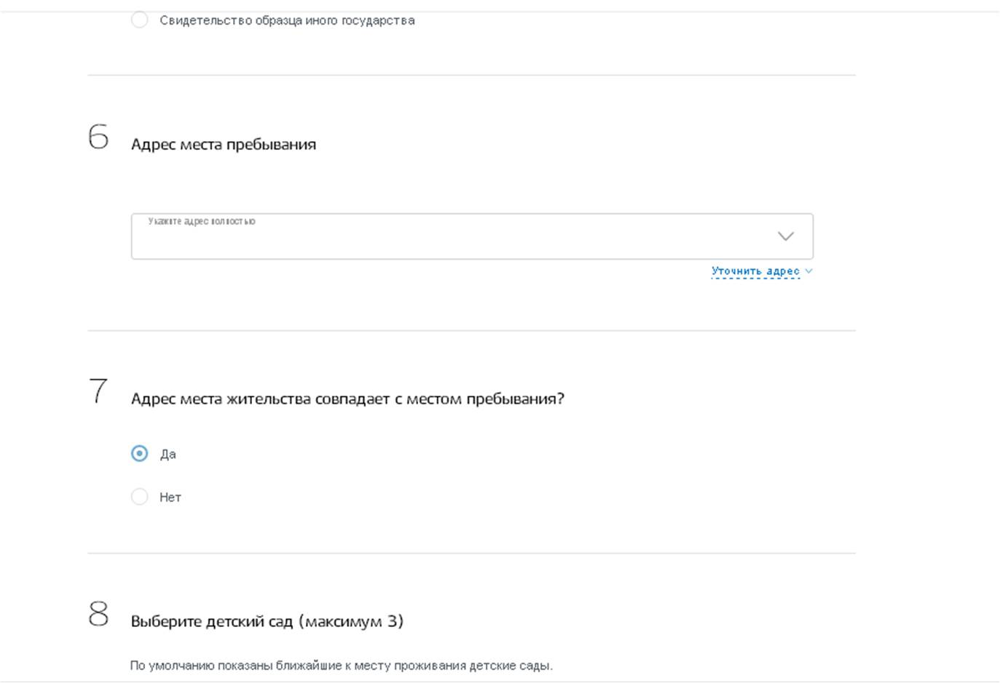 Свидетельство образца иного государства
6 Адрес места пребывания
Укажите адрес полностью
Уточнить адрес
7 Адрес места жительства совпадает с местом пребывания?
Да
Нет
8 Выберите детский сад (максимум 3)
По умолчанию показаны ближайшие к месту проживания детские сады.